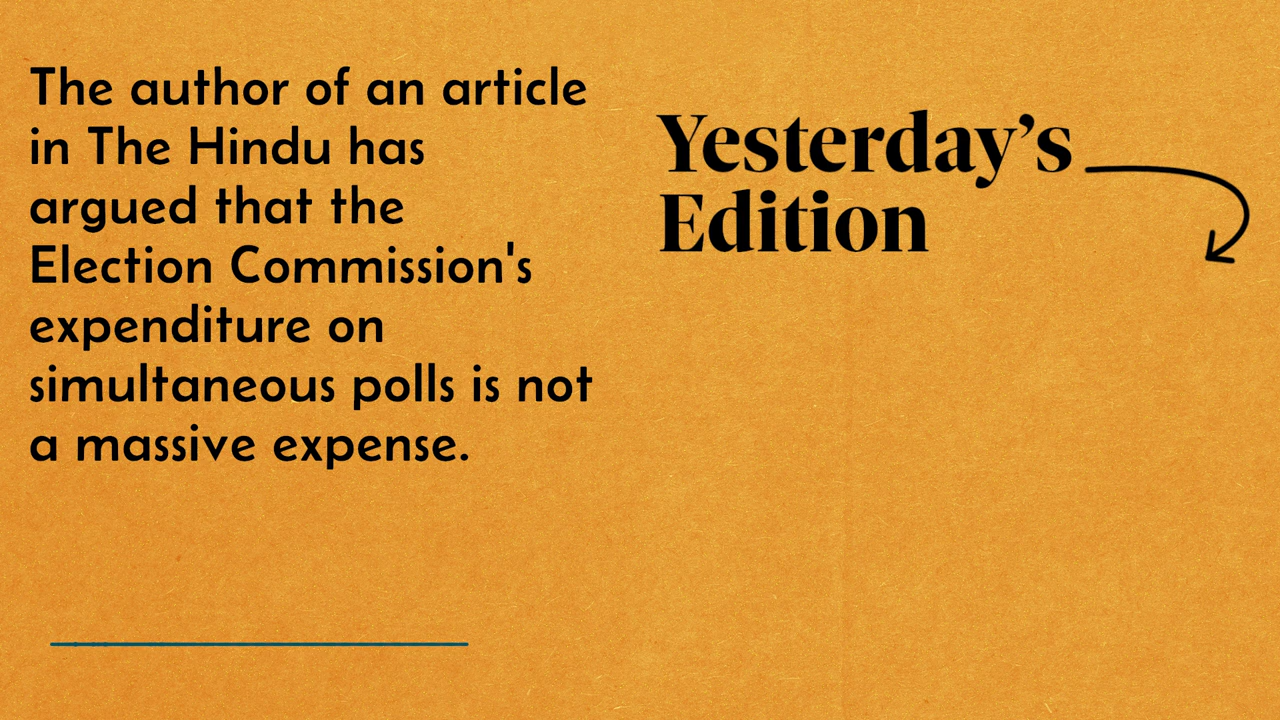 The author of an article
in The Hindu has
argued that the
Election Commission's
expenditure on
simultaneous polls is not
a massive expense.
Yesterday’s
Edition